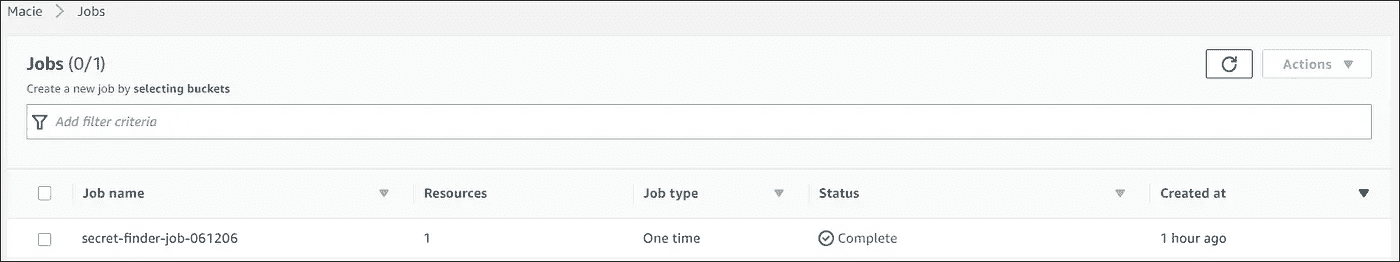 Macie > Jobs
Jobs (0/1)
Actions
Create a new job by selecting buckets
Add filter criteria
Job name Resources Job type Status Created at
secret-finder-job-061206 1 One time Complete 1 hour ago